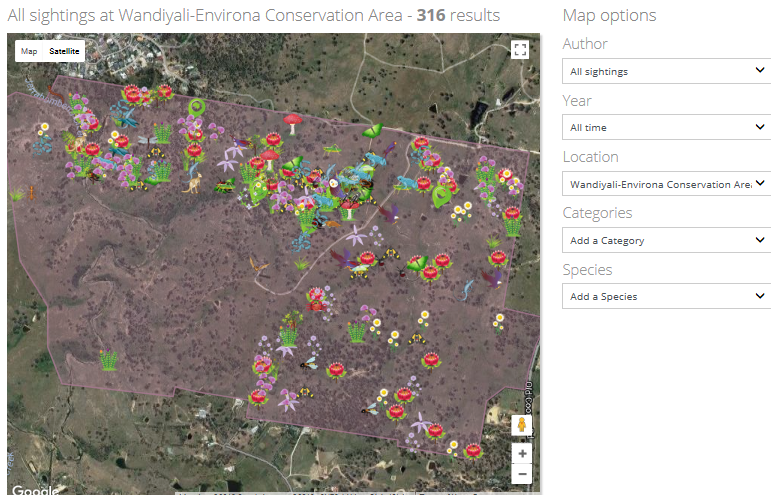 All sightings at Wandiyali-Environa Conservation Area - 316 results
Map
Satellite
Google
Map options
Author
All sightings
Year
All time
Location
Wandiyali-Environa Conservation Area
Categories
Add a Category
Species
Add a Species